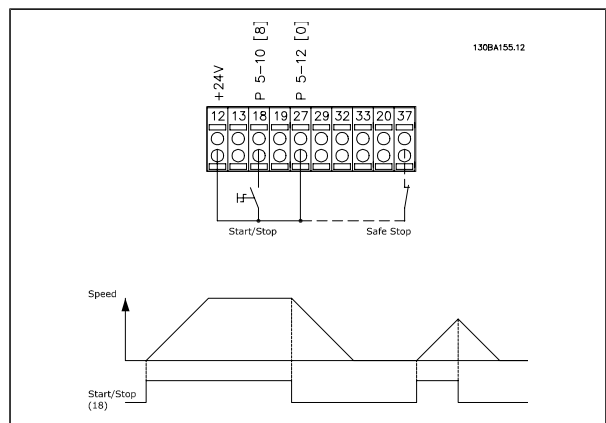 130BA155.12
+24V
P 5-10 [8]
P 5-12 [0]
12 13 18 19 27 29 32 33 20 37
Start/Stop
Safe Stop
Speed
Start/Stop
(18)